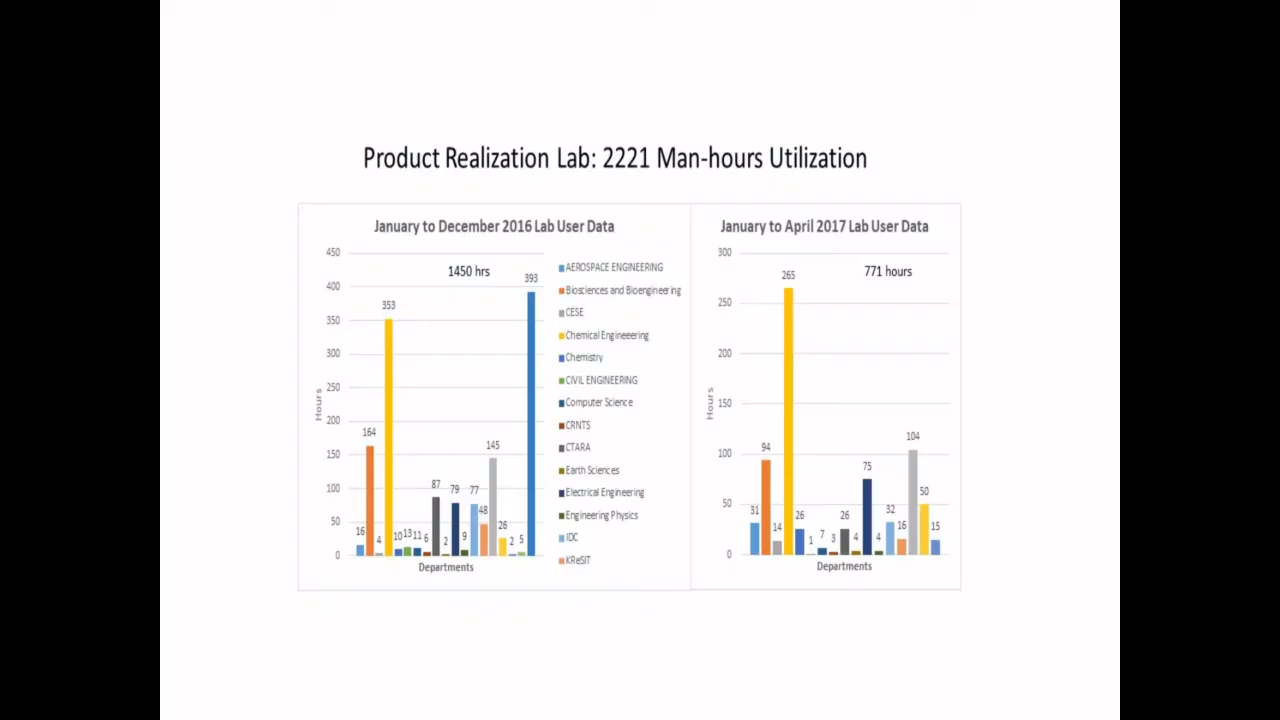 Product Realization Lab: 2221 Man-hours Utilization
January to December 2016 Lab User Data
450
400
350
300
250
200
150
100
50
0
Hours
1450 hrs
16
164
4
353
10
13
11
6
87
2
79
9
77
48
145
26
2
5
393
Departments
AEROSPACE ENGINEERING
Biosciences and Bioengineering
CESE
Chemical Engineeering
Chemistry
CIVIL ENGINEERING
Computer Science
CRNTS
CTARA
Earth Sciences
Electrical Engineering
Engineering Physics
IDC
KReSIT
January to April 2017 Lab User Data
300
250
200
150
100
50
0
Hours
771 hours
31
94
14
265
26
1
7
3
26
4
75
4
32
16
104
50
15
Departments